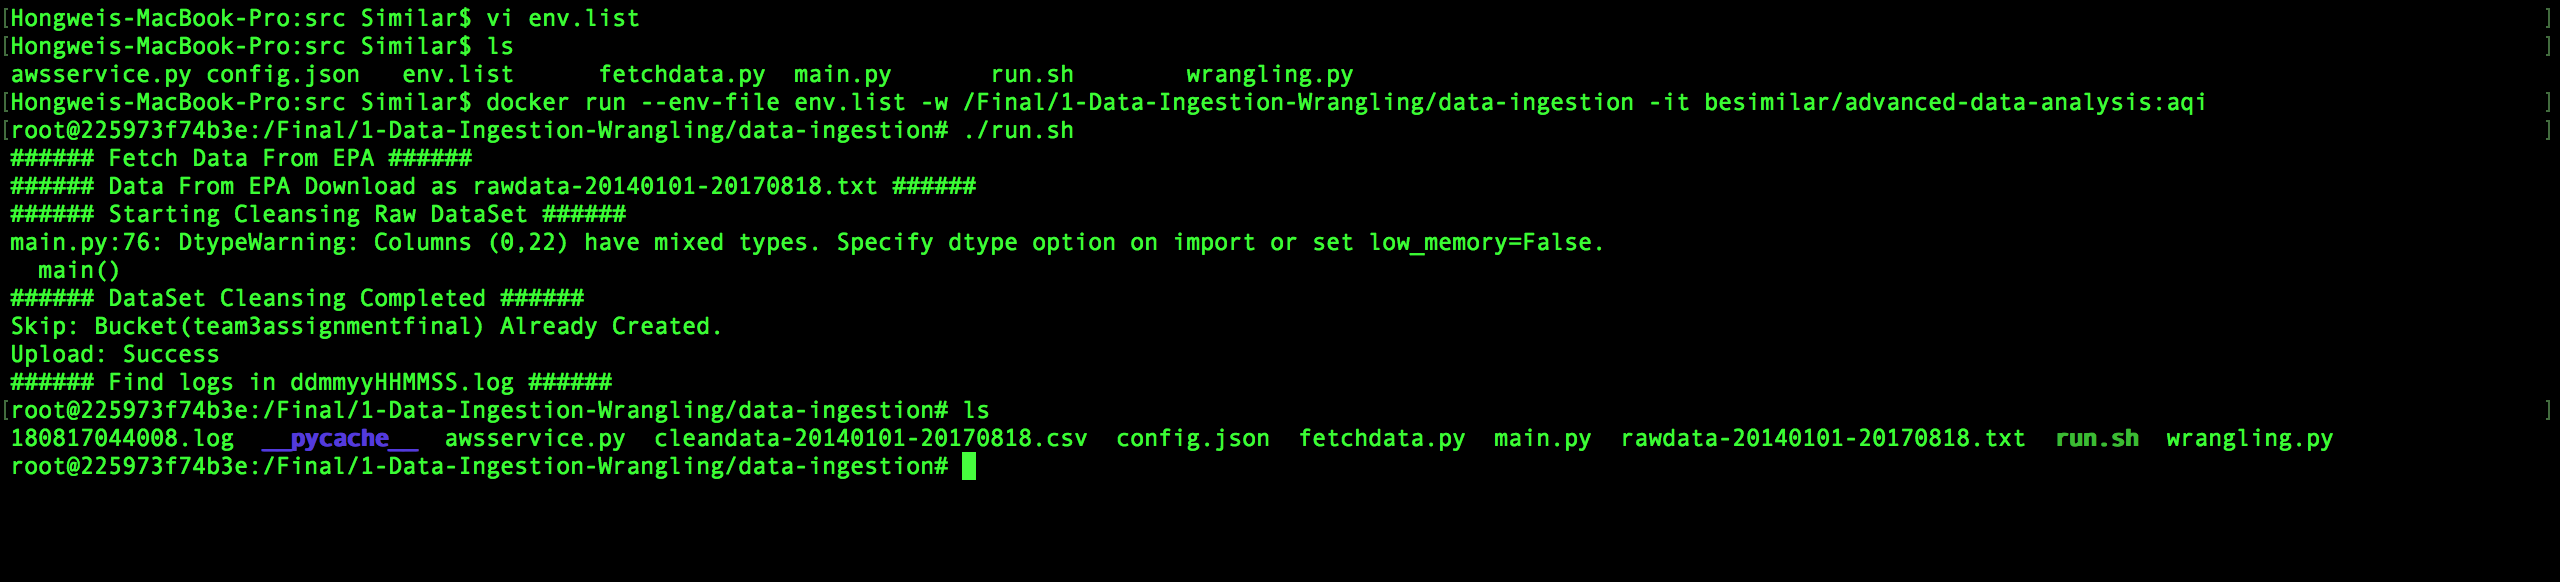 [Hongweis-MacBook-Pro:src Similar$ vi env.list ]
[Hongweis-MacBook-Pro:src Similar$ ls ]
awsservice.py config.json   env.list      fetchdata.py  main.py       run.sh        wrangling.py
[Hongweis-MacBook-Pro:src Similar$ docker run --env-file env.list -w /Final/1-Data-Ingestion-Wrangling/data-ingestion -it besimilar/advanced-data-analysis:aqi ]
[root@225973f74b3e:/Final/1-Data-Ingestion-Wrangling/data-ingestion# ./run.sh ]
###### Fetch Data From EPA ######
###### Data From EPA Download as rawdata-20140101-20170818.txt ######
###### Starting Cleansing Raw DataSet ######
main.py:76: DtypeWarning: Columns (0,22) have mixed types. Specify dtype option on import or set low_memory=False.
  main()
###### DataSet Cleansing Completed ######
Skip: Bucket(team3assignmentfinal) Already Created.
Upload: Success
###### Find logs in ddmmyyHHMMSS.log ######
[root@225973f74b3e:/Final/1-Data-Ingestion-Wrangling/data-ingestion# ls ]
180817044008.log  __pycache__  awsservice.py  cleandata-20140101-20170818.csv  config.json  fetchdata.py  main.py  rawdata-20140101-20170818.txt  run.sh  wrangling.py
root@225973f74b3e:/Final/1-Data-Ingestion-Wrangling/data-ingestion#